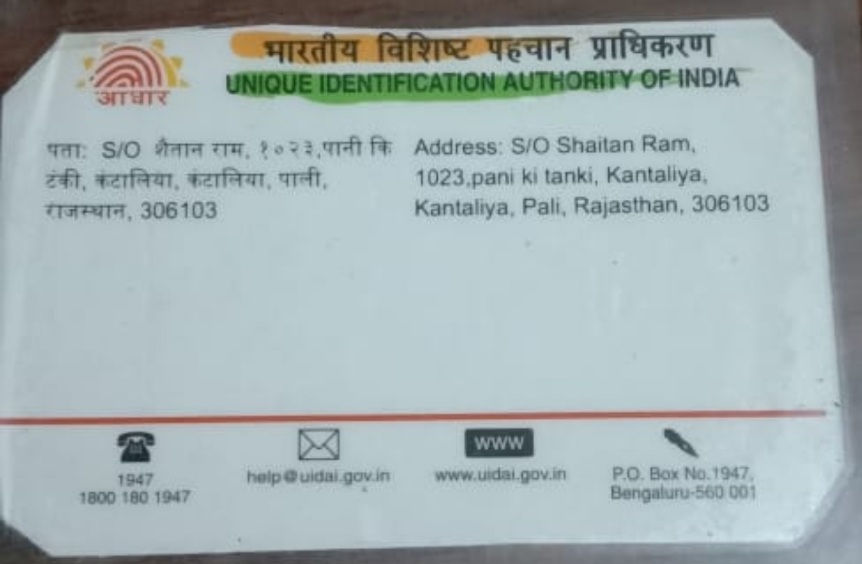 भारतीय विशिष्ट पहचान प्राधिकरण
UNIQUE IDENTIFICATION AUTHORITY OF INDIA
आधार
पता: S/O शैतान राम, १०२३,पानी कि
टंकी, कंटालिया, कंटालिया, पाली,
राजस्थान, 306103
Address: S/O Shaitan Ram,
1023,pani ki tanki, Kantaliya,
Kantaliya, Pali, Rajasthan, 306103
1947
1800 180 1947
help@uidai.gov.in
www
www.uidai.gov.in
P.O. Box No.1947,
Bengaluru-560 001